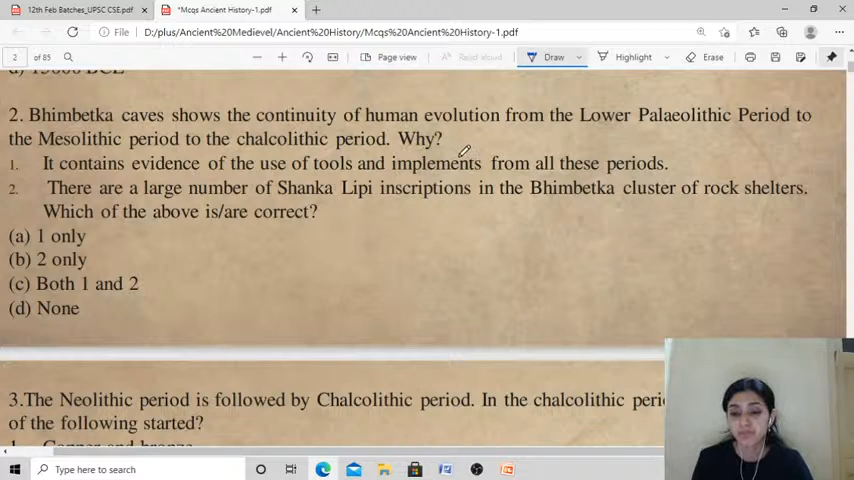 12th Feb Batches_UPSC CSE.pdf
*Mcqs Ancient History-1.pdf
File
D:/plus/Ancient%20Medievel/Ancient%20History/Mcqs%20Ancient%20History-1.pdf
2 of 85
Page view
Read aloud
Draw
Highlight
Erase
d) 15000 BCE
2. Bhimbetka caves shows the continuity of human evolution from the Lower Palaeolithic Period to
the Mesolithic period to the chalcolithic period. Why?
1. It contains evidence of the use of tools and implements from all these periods.
2. There are a large number of Shanka Lipi inscriptions in the Bhimbetka cluster of rock shelters.
Which of the above is/are correct?
(a) 1 only
(b) 2 only
(c) Both 1 and 2
(d) None
3.The Neolithic period is followed by Chalcolithic period. In the chalcolithic
of the following started?
1. Copper and bronze
Type here to search